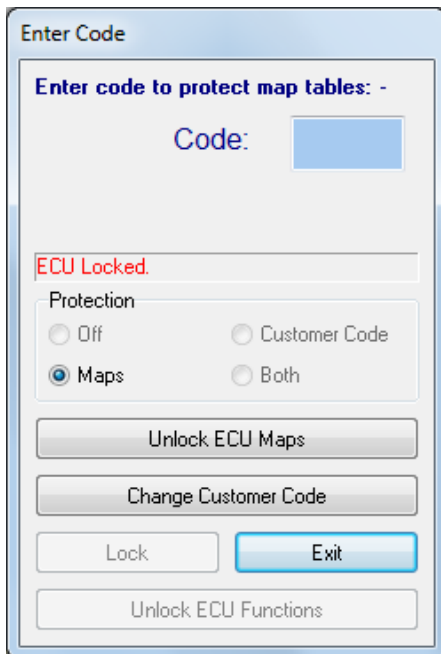 Enter Code
Enter code to protect map tables: -
Code:
ECU Locked.
Protection
Off
Customer Code
Maps
Both
Unlock ECU Maps
Change Customer Code
Lock
Exit
Unlock ECU Functions